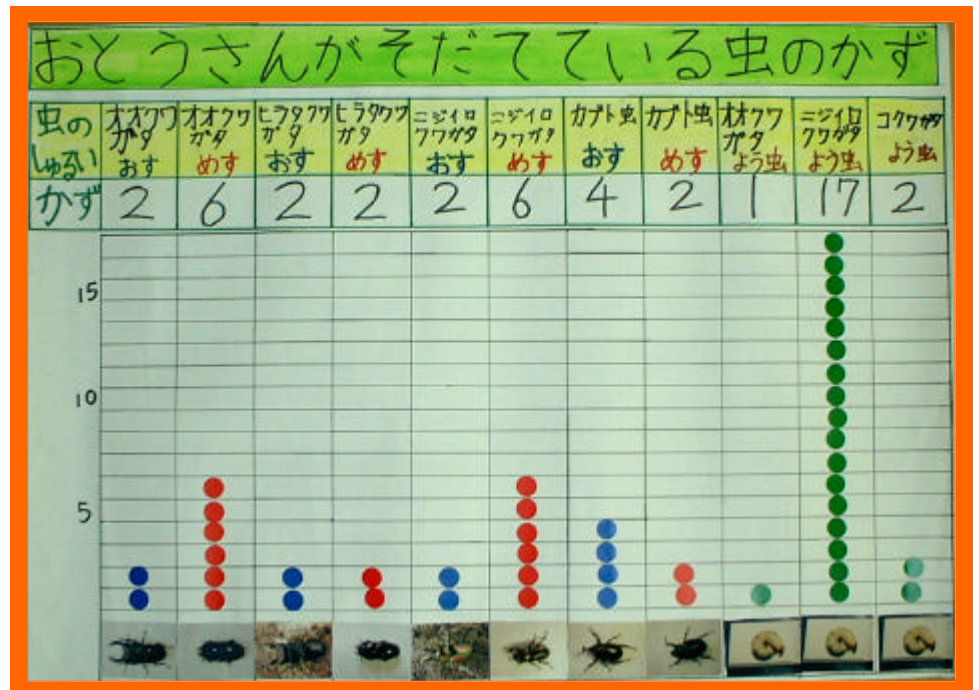 おとうさんがそだてている虫のかず
虫の
しゅるい
オオクワ
ガタ
おす
オオクワ
ガタ
めす
ヒラタクワ
ガタ
おす
ヒラタクワ
ガタ
めす
ニジイロ
クワガタ
おす
ニジイロ
クワガタ
めす
カブト虫
おす
カブト虫
めす
オオクワ
ガタ
よう虫
ニジイロ
クワガタ
よう虫
コクワガタ
よう虫
かず 2 6 2 2 2 6 4 2 1 17 2
15
10
5